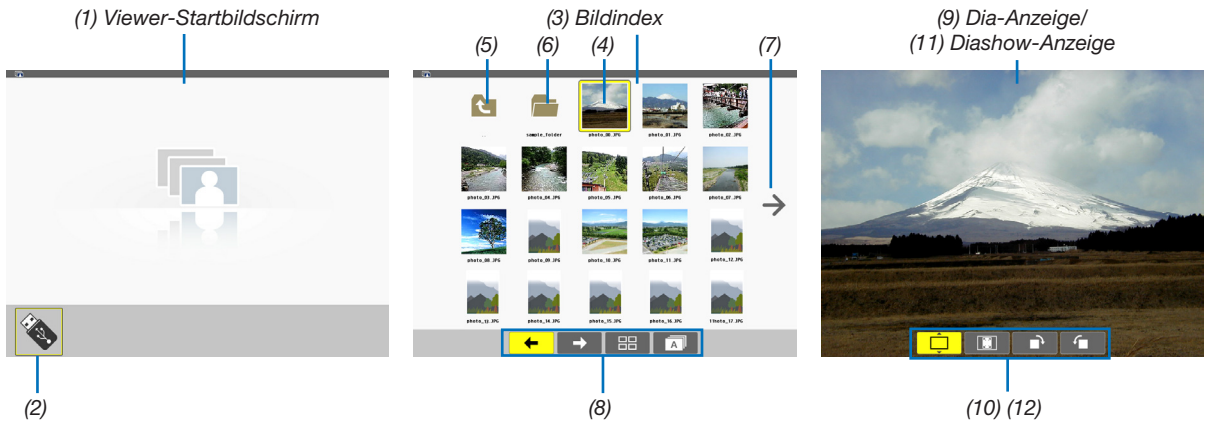 (1) Viewer-Startbildschirm
(3) Bildindex
(9) Dia-Anzeige/
(11) Diashow-Anzeige
(5)
(6)
(4)
(7)
sample_folder
photo_00.JPG
photo_01.JPG
photo_02.JPG
photo_03.JPG
photo_04.JPG
photo_05.JPG
photo_06.JPG
photo_07.JPG
photo_08.JPG
photo_09.JPG
photo_10.JPG
photo_11.JPG
photo_12.JPG
photo_13.JPG
photo_14.JPG
photo_15.JPG
photo_16.JPG
A
(2)
(8)
(10) (12)